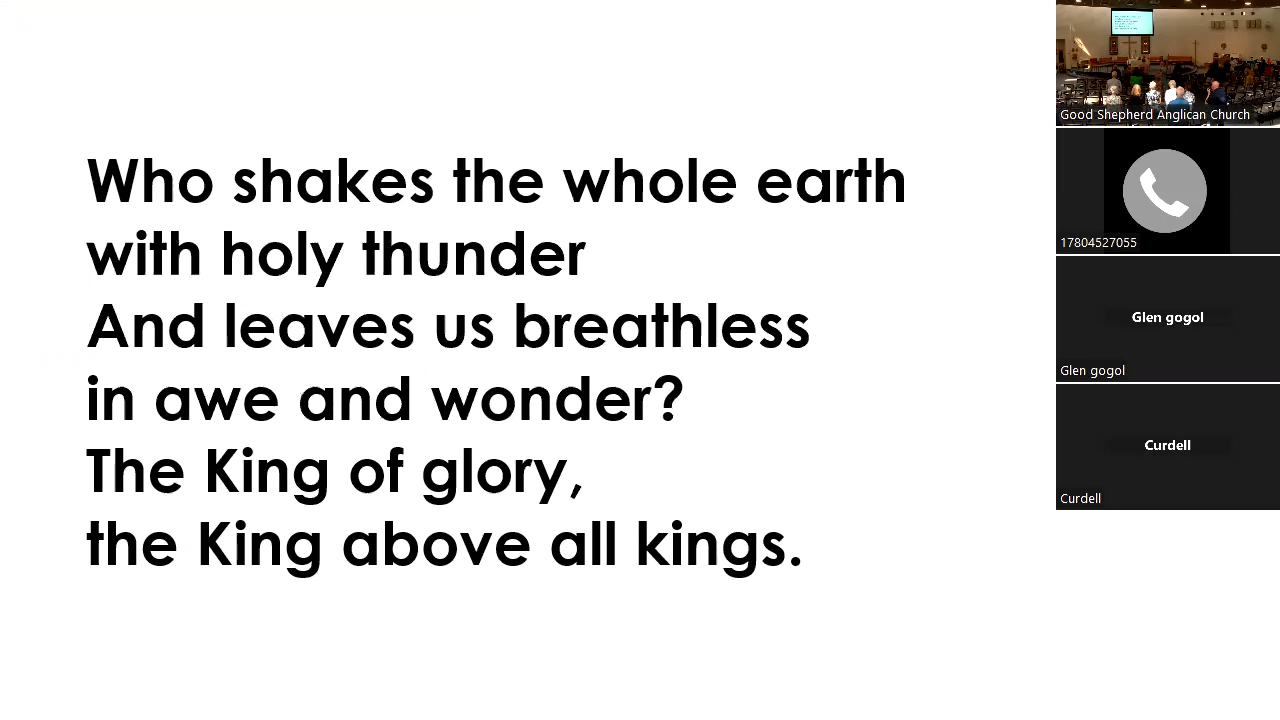 Who shakes the whole earth
with holy thunder
And leaves us breathless
in awe and wonder?
The King of glory,
the King above all kings.
Good Shepherd Anglican Church
17804527055
Glen gogol
Glen gogol
Curdell
Curdell